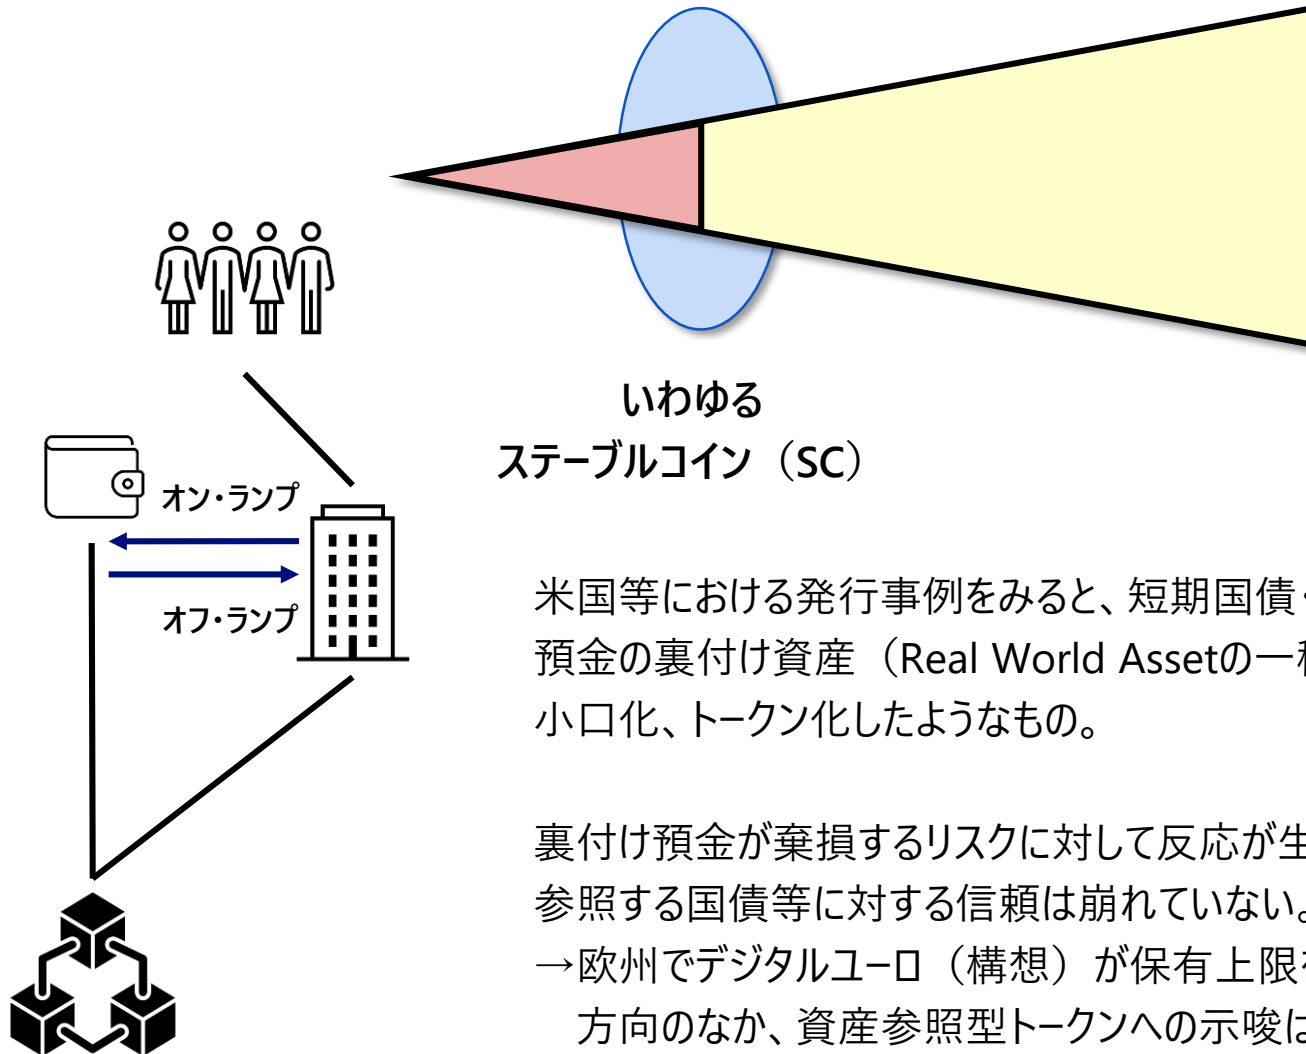 いわゆる
ステーブルコイン（SC）
オン・ランプ
オフ・ランプ
米国等における発行事例をみると、短期国債・
預金の裏付け資産（Real World Assetの一種
小口化、トークン化したようなもの。
裏付け預金が棄損するリスクに対して反応が生
参照する国債等に対する信頼は崩れていない。
→欧州でデジタルユーロ（構想）が保有上限を
方向のなか、資産参照型トークンへの示唆は